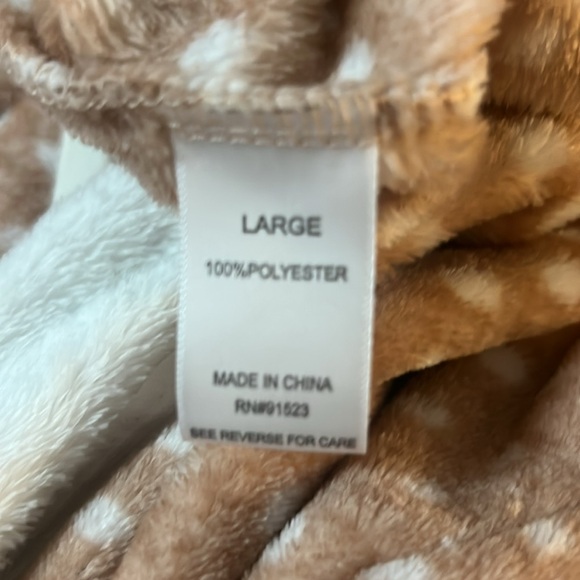 LARGE
100%POLYESTER
MADE IN CHINA
RN#91523
SEE REVERSE FOR CARE